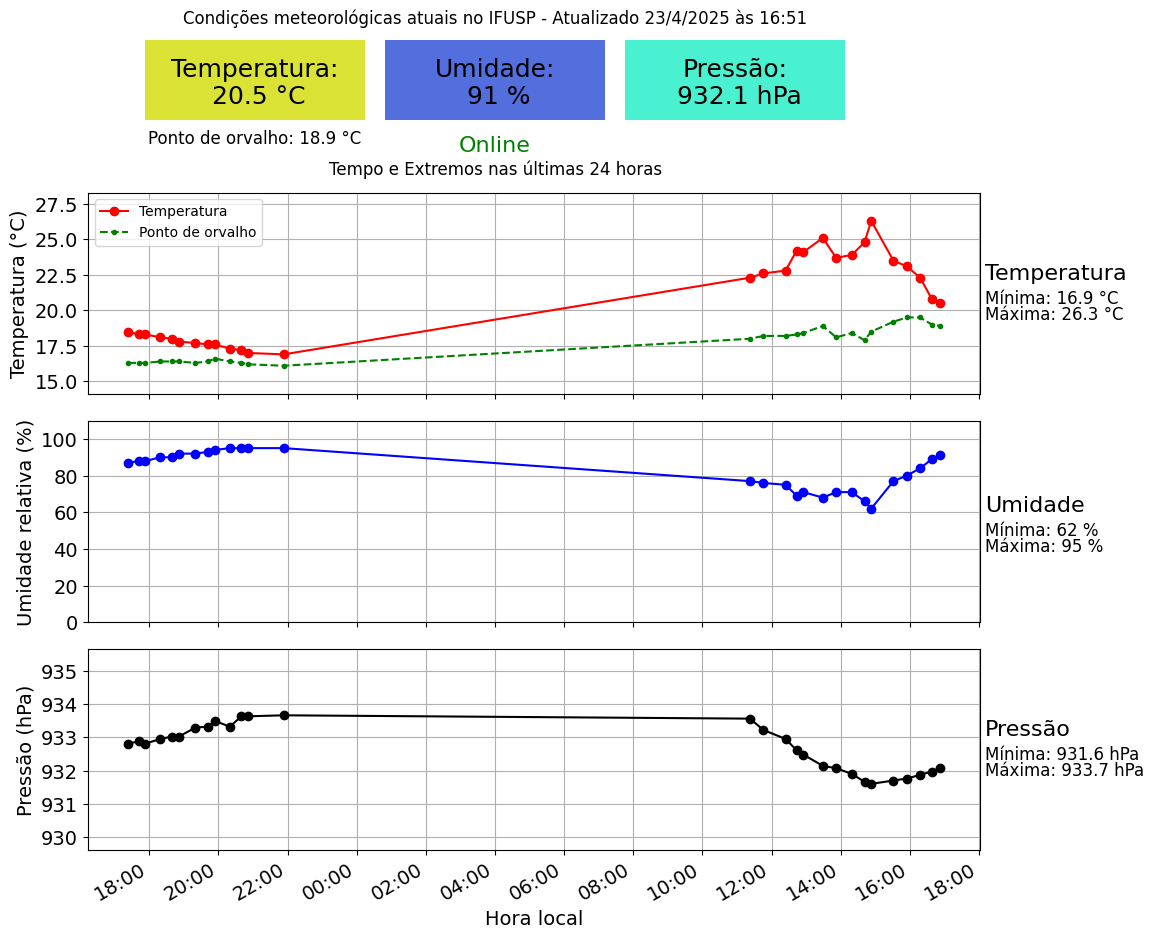 Condições meteorológicas atuais no IFUSP - Atualizado 23/4/2025 às 16:51
Temperatura:
20.5 °C
Umidade:
91 %
Pressão:
932.1 hPa
Ponto de orvalho: 18.9 °C
Online
Tempo e Extremos nas últimas 24 horas
Temperatura (°C)
27.5
25.0
22.5
20.0
17.5
15.0
Temperatura
Ponto de orvalho
Temperatura
Mínima: 16.9 °C
Máxima: 26.3 °C
Umidade relativa (%)
100
80
60
40
20
0
Umidade
Mínima: 62 %
Máxima: 95 %
Pressão (hPa)
935
934
933
932
931
930
Pressão
Mínima: 931.6 hPa
Máxima: 933.7 hPa
18:00 20:00 22:00 00:00 02:00 04:00 06:00 08:00 10:00 12:00 14:00 16:00 18:00
Hora local